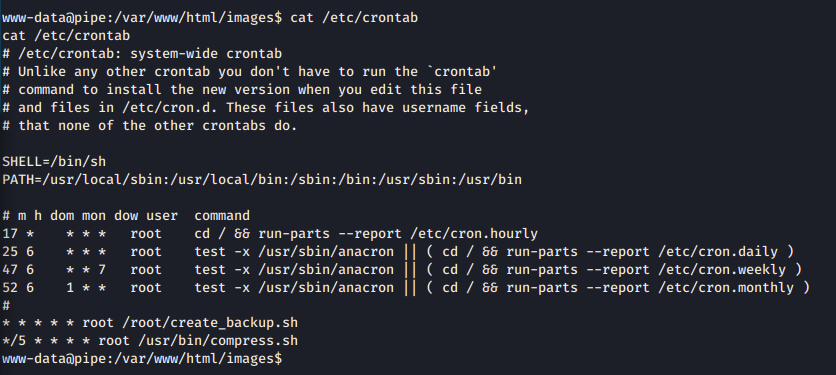 www-data@pipe:/var/www/html/images$ cat /etc/crontab
cat /etc/crontab
# /etc/crontab: system-wide crontab
# Unlike any other crontab you don't have to run the `crontab'
# command to install the new version when you edit this file
# and files in /etc/cron.d. These files also have username fields,
# that none of the other crontabs do.

SHELL=/bin/sh
PATH=/usr/local/sbin:/usr/local/bin:/sbin:/bin:/usr/sbin:/usr/bin

# m h dom mon dow user  command
17 *    * * *   root    cd / && run-parts --report /etc/cron.hourly
25 6    * * *   root    test -x /usr/sbin/anacron || ( cd / && run-parts --report /etc/cron.daily )
47 6    * * 7   root    test -x /usr/sbin/anacron || ( cd / && run-parts --report /etc/cron.weekly )
52 6    1 * *   root    test -x /usr/sbin/anacron || ( cd / && run-parts --report /etc/cron.monthly )
#
* * * * * root /root/create_backup.sh
*/5 * * * * root /usr/bin/compress.sh
www-data@pipe:/var/www/html/images$